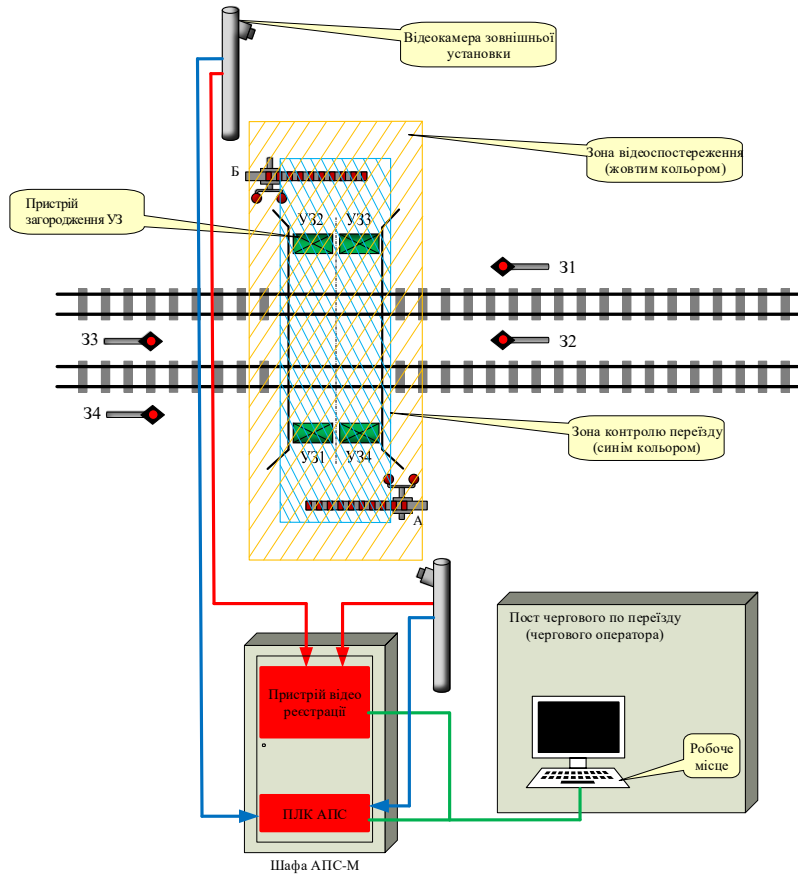 Відеокамера зовнішньої
установки
Зона відеоспостереження
(жовтим кольором)
Б
Пристрій
загородження УЗ
УЗ2
УЗ3
З1
З3
З2
З4
Зона контролю переїзду
(синім кольором)
УЗ1
УЗ4
А
Пост чергового по переїзду
(чергового оператора)
Пристрій відео
реєстрації
Робоче
місце
ПЛК АПС
Шафа АПС-М